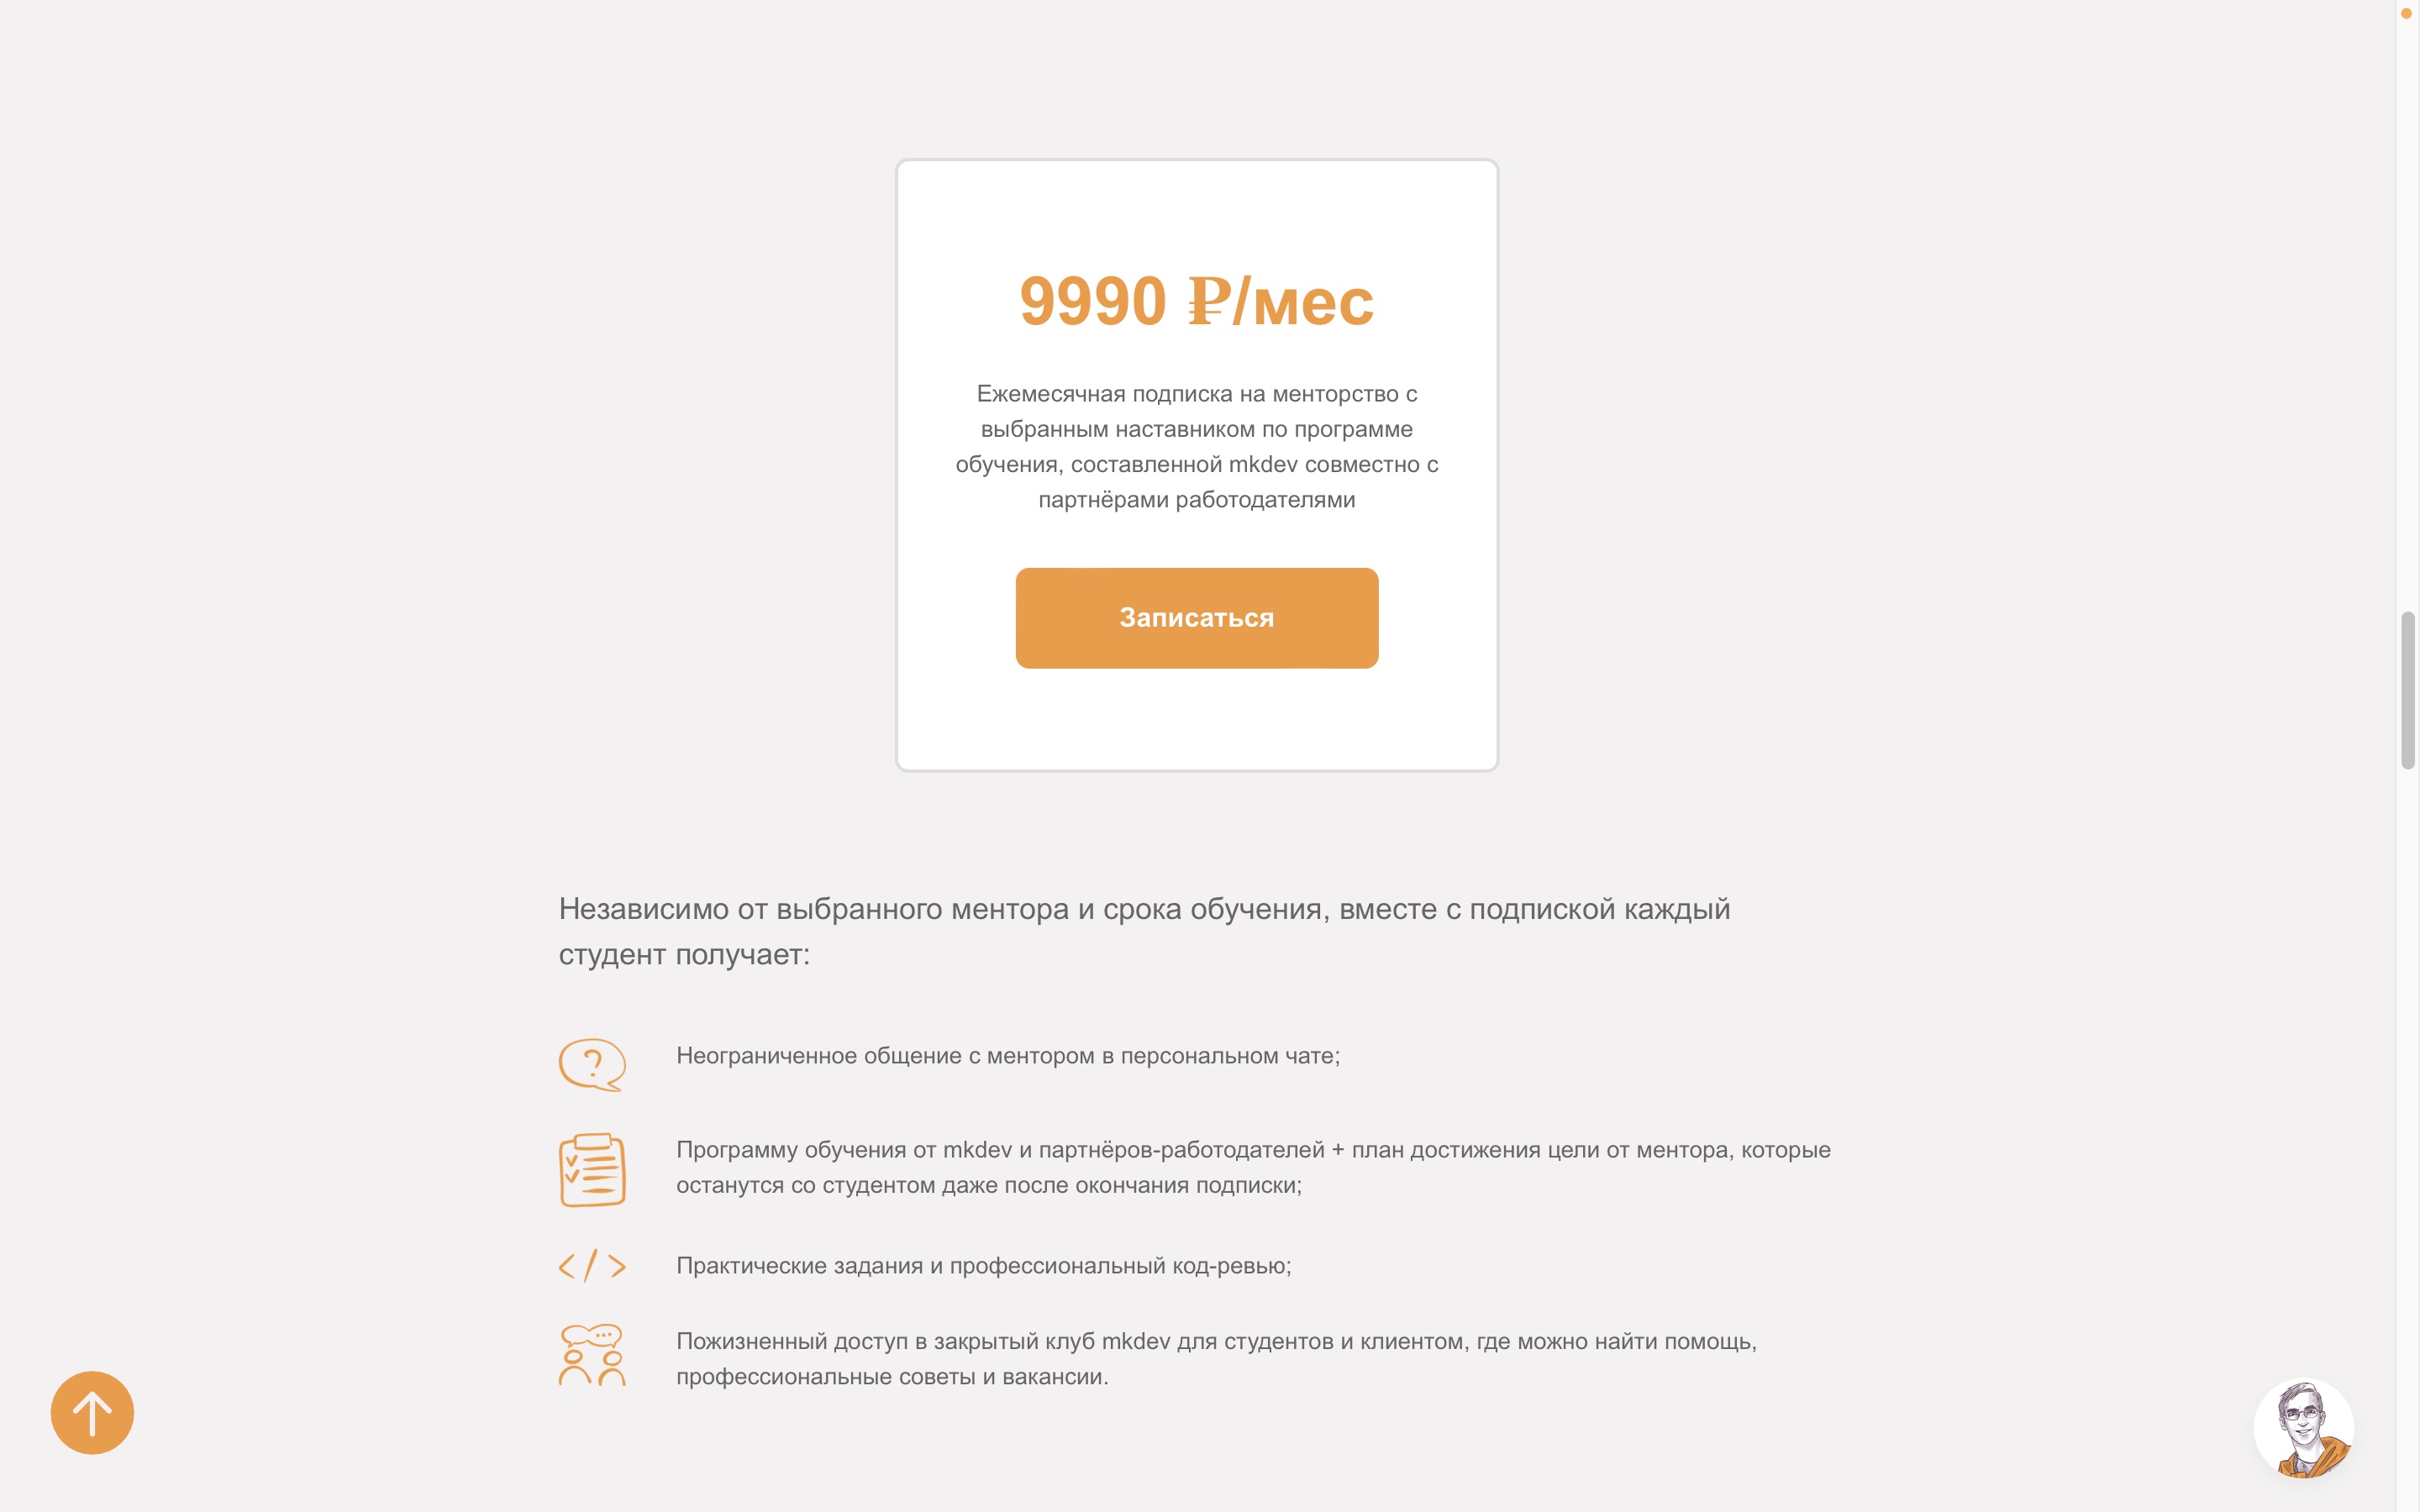 9990 ₽/мес
Ежемесячная подписка на менторство с
выбранным наставником по программе
обучения, составленной mkdev совместно с
партнёрами работодателями
Записаться
Независимо от выбранного ментора и срока обучения, вместе с подпиской каждый
студент получает:
?
Неограниченное общение с ментором в персональном чате;
Программу обучения от mkdev и партнёров-работодателей + план достижения цели от ментора, которые
останутся со студентом даже после окончания подписки;
</>
Практические задания и профессиональный код-ревью;
Пожизненный доступ в закрытый клуб mkdev для студентов и клиентом, где можно найти помощь,
профессиональные советы и вакансии.